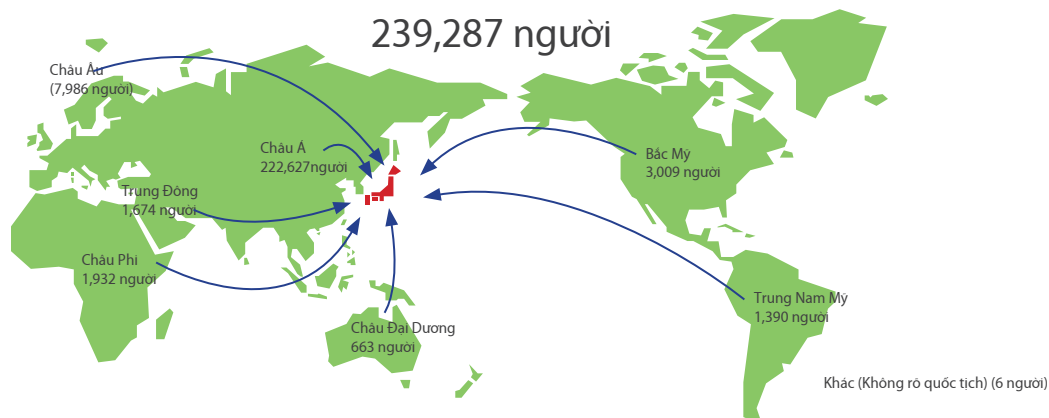 239,287 người
Châu Âu
(7,986 người)
Châu Á
222,627người
Bắc Mỹ
3,009 người
Trung Đông
1,674 người
Châu Phi
1,932 người
Trung Nam Mỹ
1,390 người
Châu Đại Dương
663 người
Khác (Không rõ quốc tịch) (6 người)